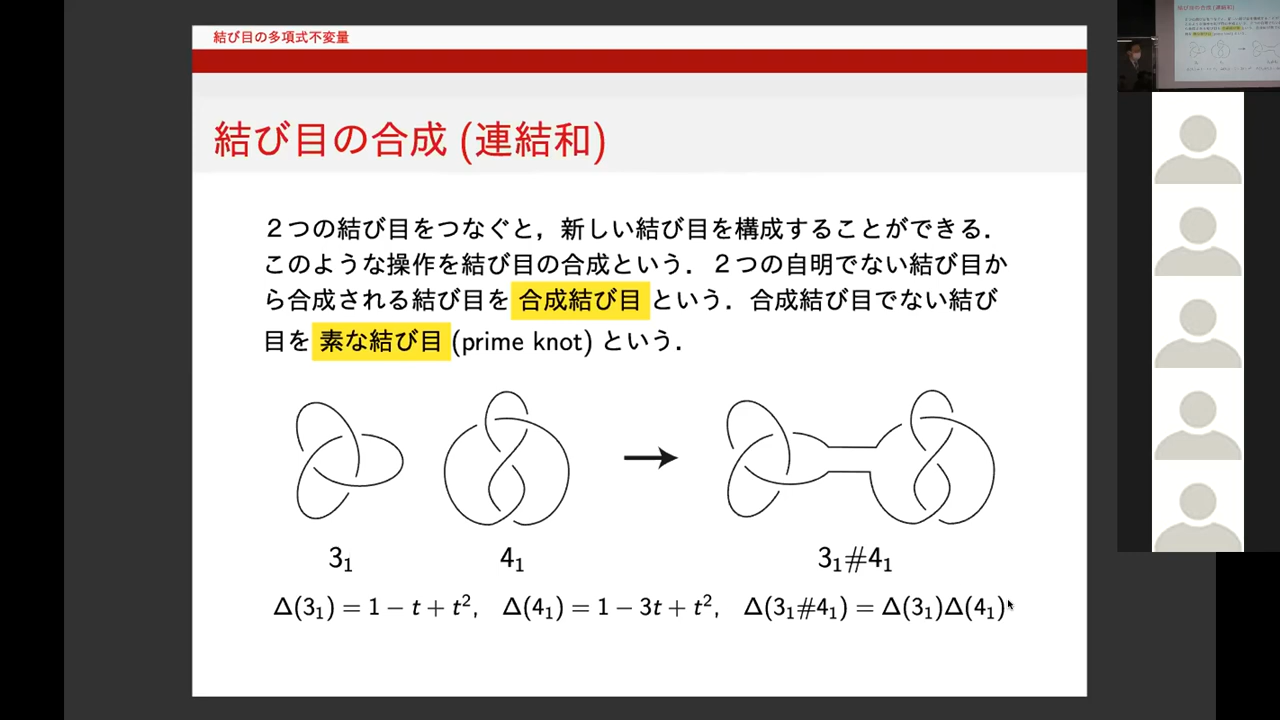 結び目の多項式不変量
結び目の合成 (連結和)
２つの結び目をつなぐと，新しい結び目を構成することができる．
このような操作を結び目の合成という．２つの自明でない結び目か
ら合成される結び目を 合成結び目 という．合成結び目でない結び
目を 素な結び目 (prime knot) という．
3₁ 4₁ 3₁#4₁
Δ(3₁) = 1 − t + t², Δ(4₁) = 1 − 3t + t², Δ(3₁#4₁) = Δ(3₁)Δ(4₁)